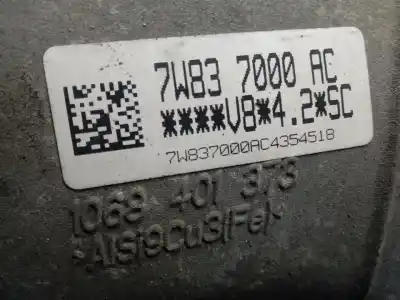 7W83 7000 AC
****V8*4.2*SC
7W837000AC4354518
1068 401 373
>AlSi9Cu3(Fe)<